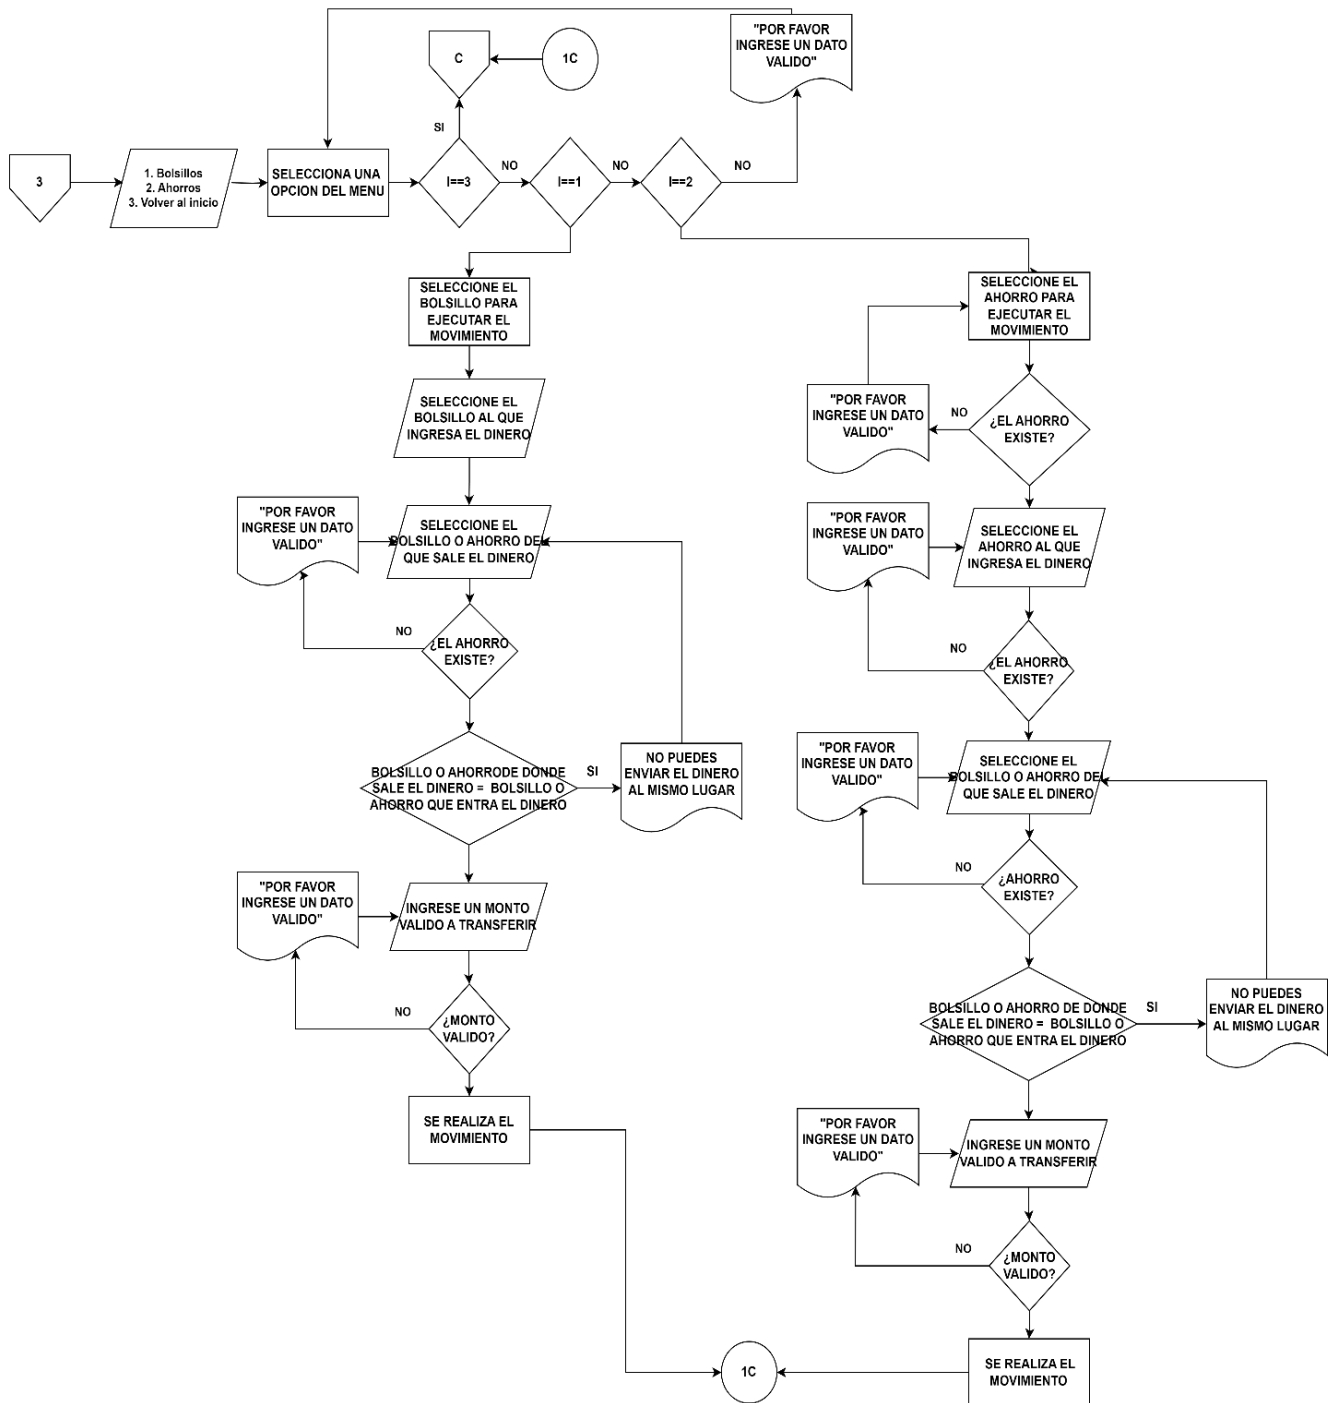 "POR FAVOR
INGRESE UN DATO
VALIDO"
C
1C
SI
3
1. Bolsillos
2. Ahorros
3. Volver al inicio
SELECCIONA UNA
OPCION DEL MENU
I==3
NO
I==1
NO
I==2
NO
SELECCIONE EL
BOLSILLO PARA
EJECUTAR EL
MOVIMIENTO
SELECCIONE EL
BOLSILLO AL QUE
INGRESA EL DINERO
"POR FAVOR
INGRESE UN DATO
VALIDO"
SELECCIONE EL
BOLSILLO O AHORRO DEL
QUE SALE EL DINERO
NO
¿EL AHORRO
EXISTE?
BOLSILLO O AHORRODE DONDE
SALE EL DINERO = BOLSILLO O
AHORRO QUE ENTRA EL DINERO
SI
NO PUEDES
ENVIAR EL DINERO
AL MISMO LUGAR
"POR FAVOR
INGRESE UN DATO
VALIDO"
INGRESE UN MONTO
VALIDO A TRANSFERIR
NO
¿MONTO
VALIDO?
SE REALIZA EL
MOVIMIENTO
SELECCIONE EL
AHORRO PARA
EJECUTAR EL
MOVIMIENTO
"POR FAVOR
INGRESE UN DATO
VALIDO"
NO
¿EL AHORRO
EXISTE?
"POR FAVOR
INGRESE UN DATO
VALIDO"
SELECCIONE EL
AHORRO AL QUE
INGRESA EL DINERO
NO
¿EL AHORRO
EXISTE?
"POR FAVOR
INGRESE UN DATO
VALIDO"
SELECCIONE EL
BOLSILLO O AHORRO DEL
QUE SALE EL DINERO
NO
¿AHORRO
EXISTE?
BOLSILLO O AHORRO DE DONDE
SALE EL DINERO = BOLSILLO O
AHORRO QUE ENTRA EL DINERO
SI
NO PUEDES
ENVIAR EL DINERO
AL MISMO LUGAR
"POR FAVOR
INGRESE UN DATO
VALIDO"
INGRESE UN MONTO
VALIDO A TRANSFERIR
NO
¿MONTO
VALIDO?
SE REALIZA EL
MOVIMIENTO
1C